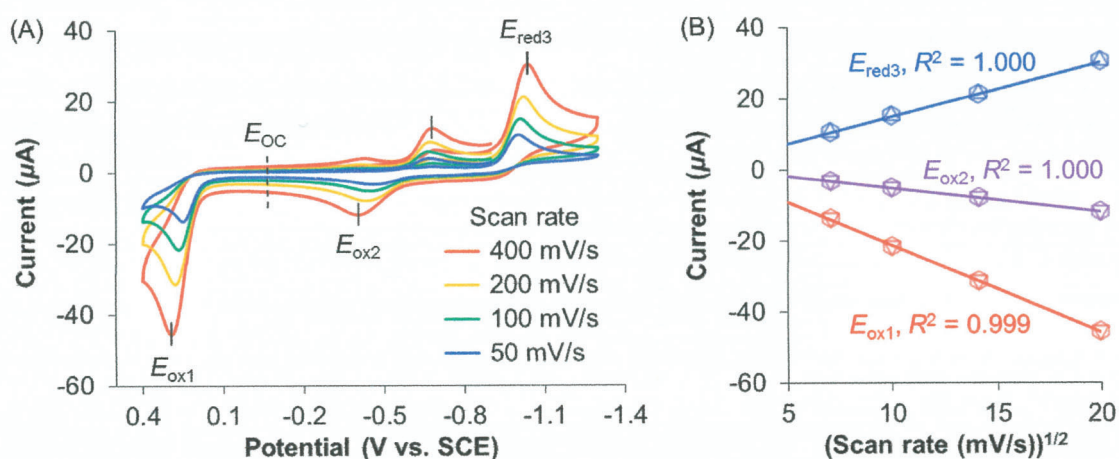 (A)
40
20
0
-20
-40
-60
Current (µA)
0.4 0.1 -0.2 -0.5 -0.8 -1.1 -1.4
Potential (V vs. SCE)
E_red3
E_OC
E_ox2
E_ox1
Scan rate
400 mV/s
200 mV/s
100 mV/s
50 mV/s
(B)
40
20
0
-20
-40
-60
Current (µA)
5 10 15 20
(Scan rate (mV/s))^1/2
E_red3, R² = 1.000
E_ox2, R² = 1.000
E_ox1, R² = 0.999